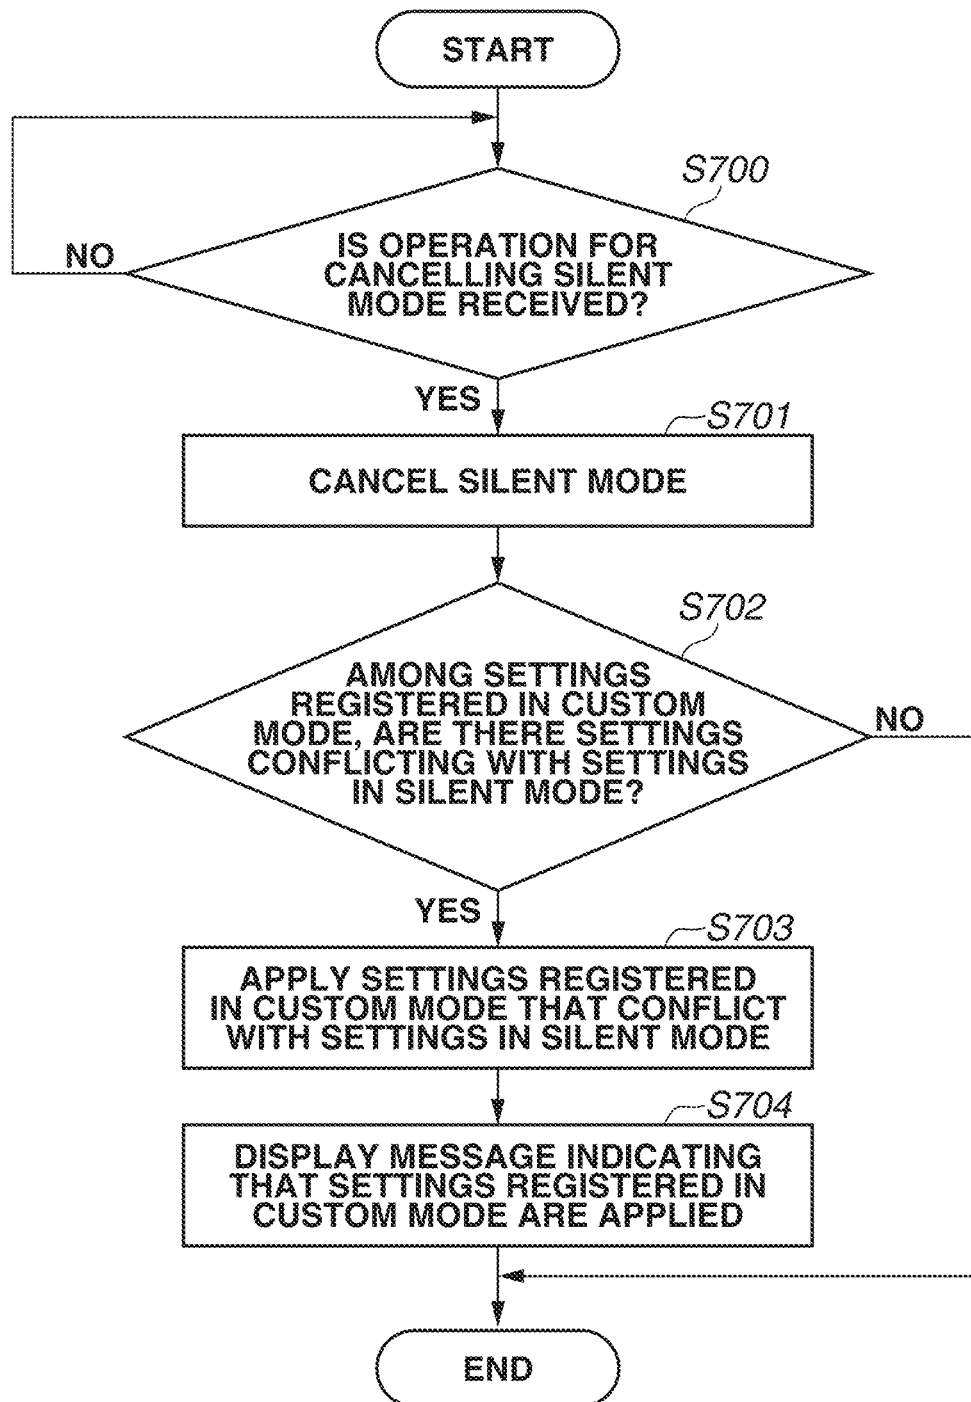 START
S700
IS OPERATION FOR
CANCELLING SILENT
MODE RECEIVED?
NO
YES
S701
CANCEL SILENT MODE
S702
AMONG SETTINGS
REGISTERED IN CUSTOM
MODE, ARE THERE SETTINGS
CONFLICTING WITH SETTINGS
IN SILENT MODE?
NO
YES
S703
APPLY SETTINGS REGISTERED
IN CUSTOM MODE THAT CONFLICT
WITH SETTINGS IN SILENT MODE
S704
DISPLAY MESSAGE INDICATING
THAT SETTINGS REGISTERED IN
CUSTOM MODE ARE APPLIED
END